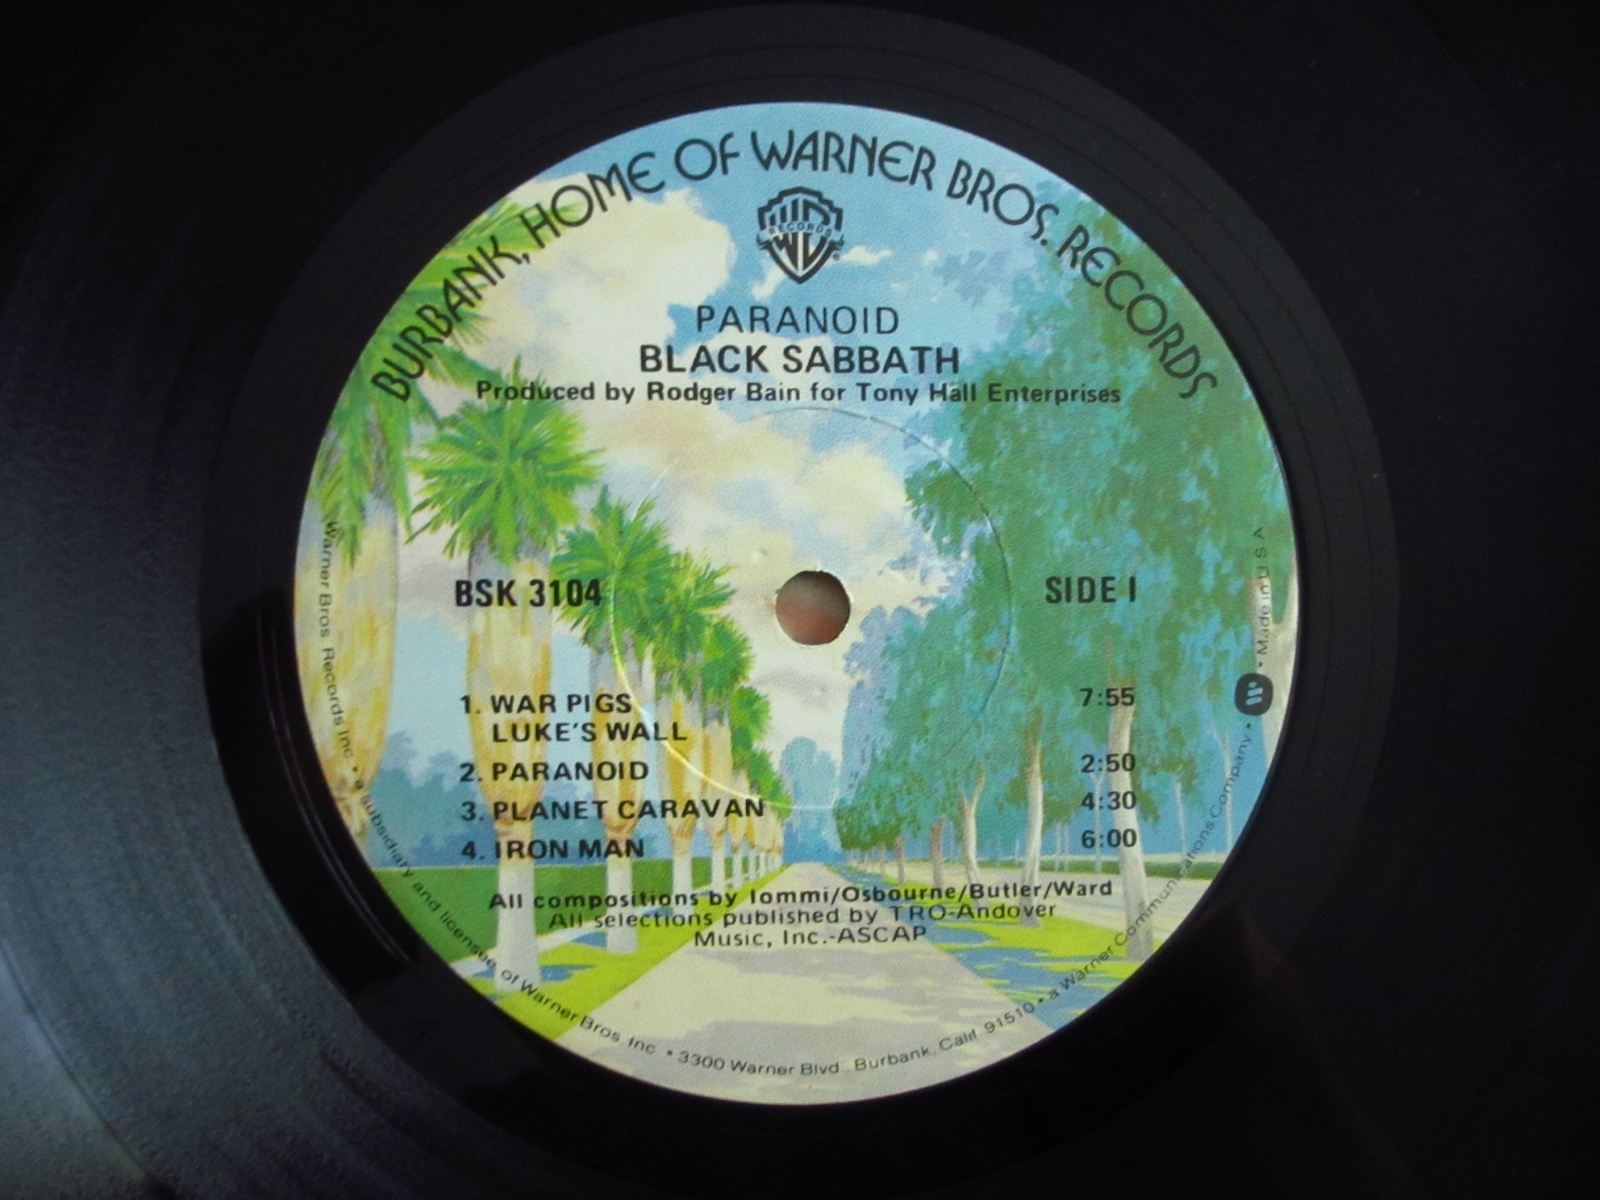 BURBANK, HOME OF WARNER BROS. RECORDS
RECORDS
PARANOID
BLACK SABBATH
Produced by Rodger Bain for Tony Hall Enterprises
BSK 3104
SIDE I
1. WAR PIGS 7:55
LUKE'S WALL
2. PARANOID 2:50
3. PLANET CARAVAN 4:30
4. IRON MAN 6:00
All compositions by Iommi/Osbourne/Butler/Ward
All selections published by TRO-Andover
Music, Inc.-ASCAP
Warner Bros. Records Inc. • a subsidiary and licensee of Warner Bros. Inc. • 3300 Warner Blvd., Burbank, Calif. 91510 • a Warner Communications Company • Made in U S A